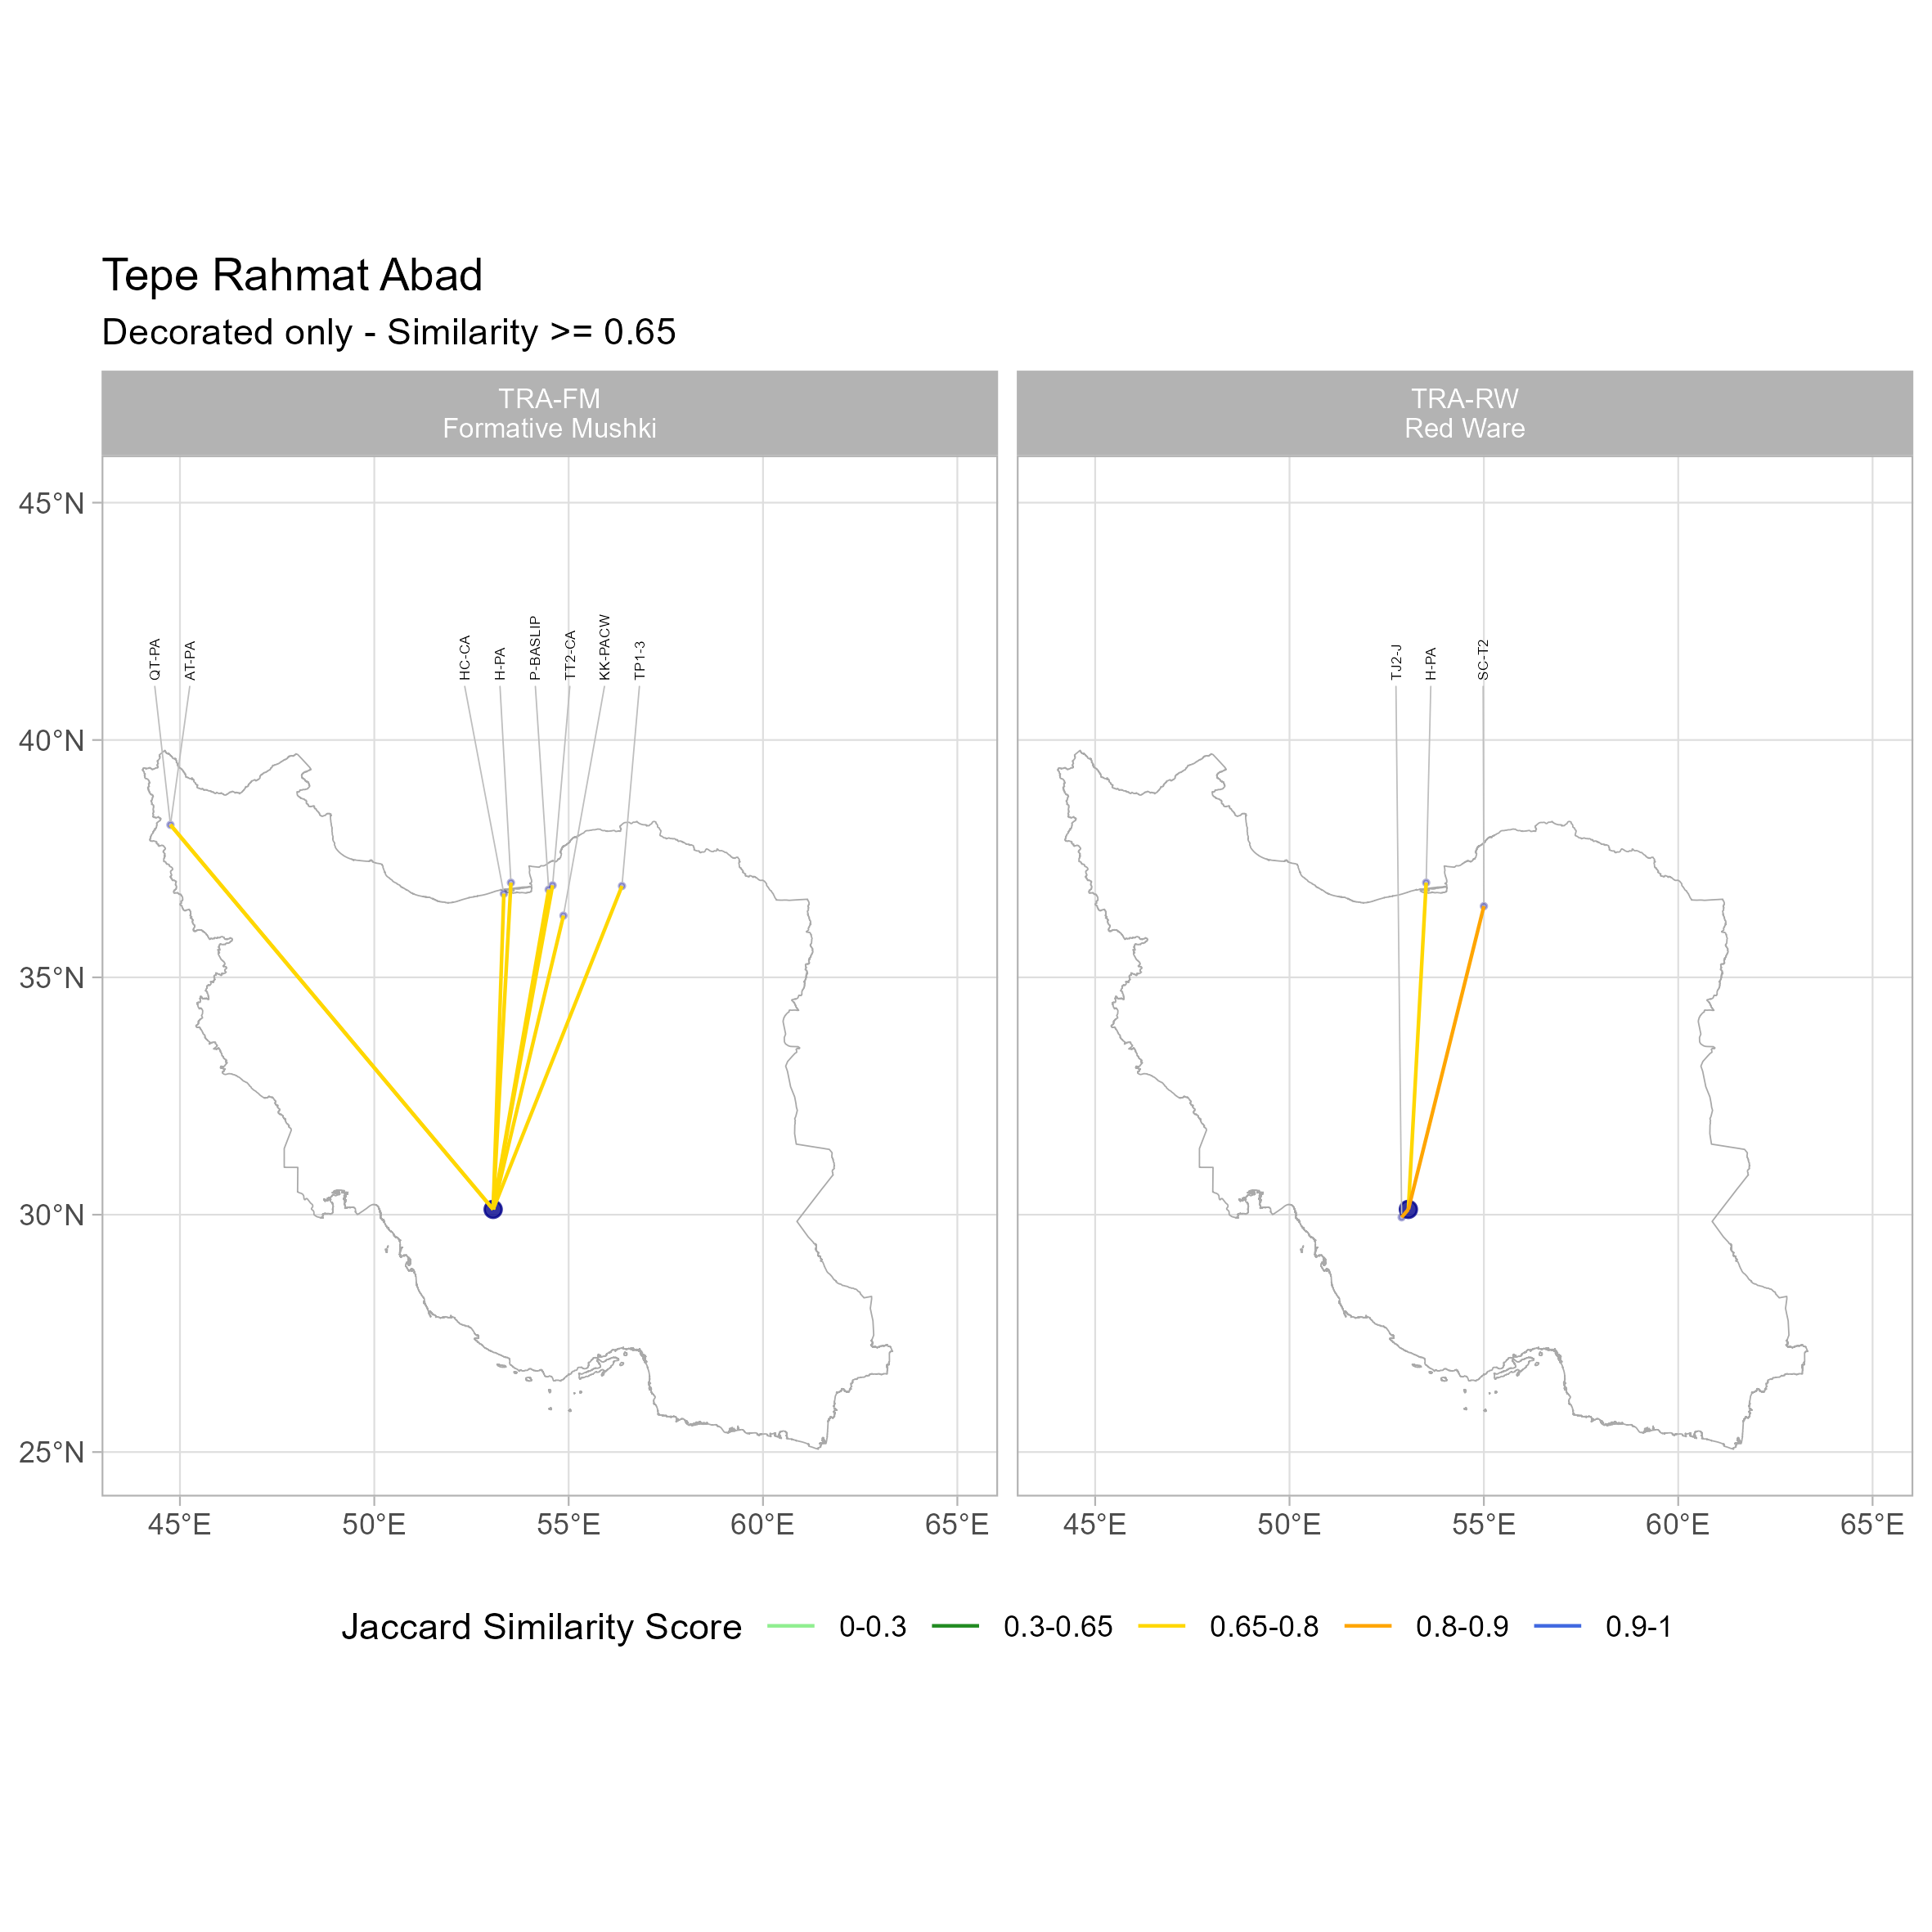 Tepe Rahmat Abad
Decorated only - Similarity >= 0.65
TRA-FM
Formative Mushki
TRA-RW
Red Ware
45°N
40°N
35°N
30°N
25°N
QT-PA
AT-PA
HC-CA
H-PA
P-BASLIP
TT2-CA
KK-PACW
TP1-3
TJ2-J
H-PA
SC-T2
45°E 50°E 55°E 60°E 65°E
45°E 50°E 55°E 60°E 65°E
Jaccard Similarity Score 0-0.3 0.3-0.65 0.65-0.8 0.8-0.9 0.9-1